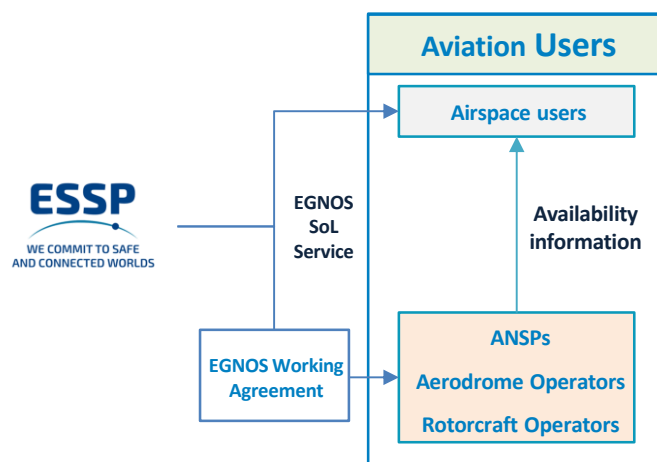 Aviation Users
Airspace users
ESSP
WE COMMIT TO SAFE
AND CONNECTED WORLDS
EGNOS
SoL
Service
Availability
information
EGNOS Working
Agreement
ANSPs
Aerodrome Operators
Rotorcraft Operators